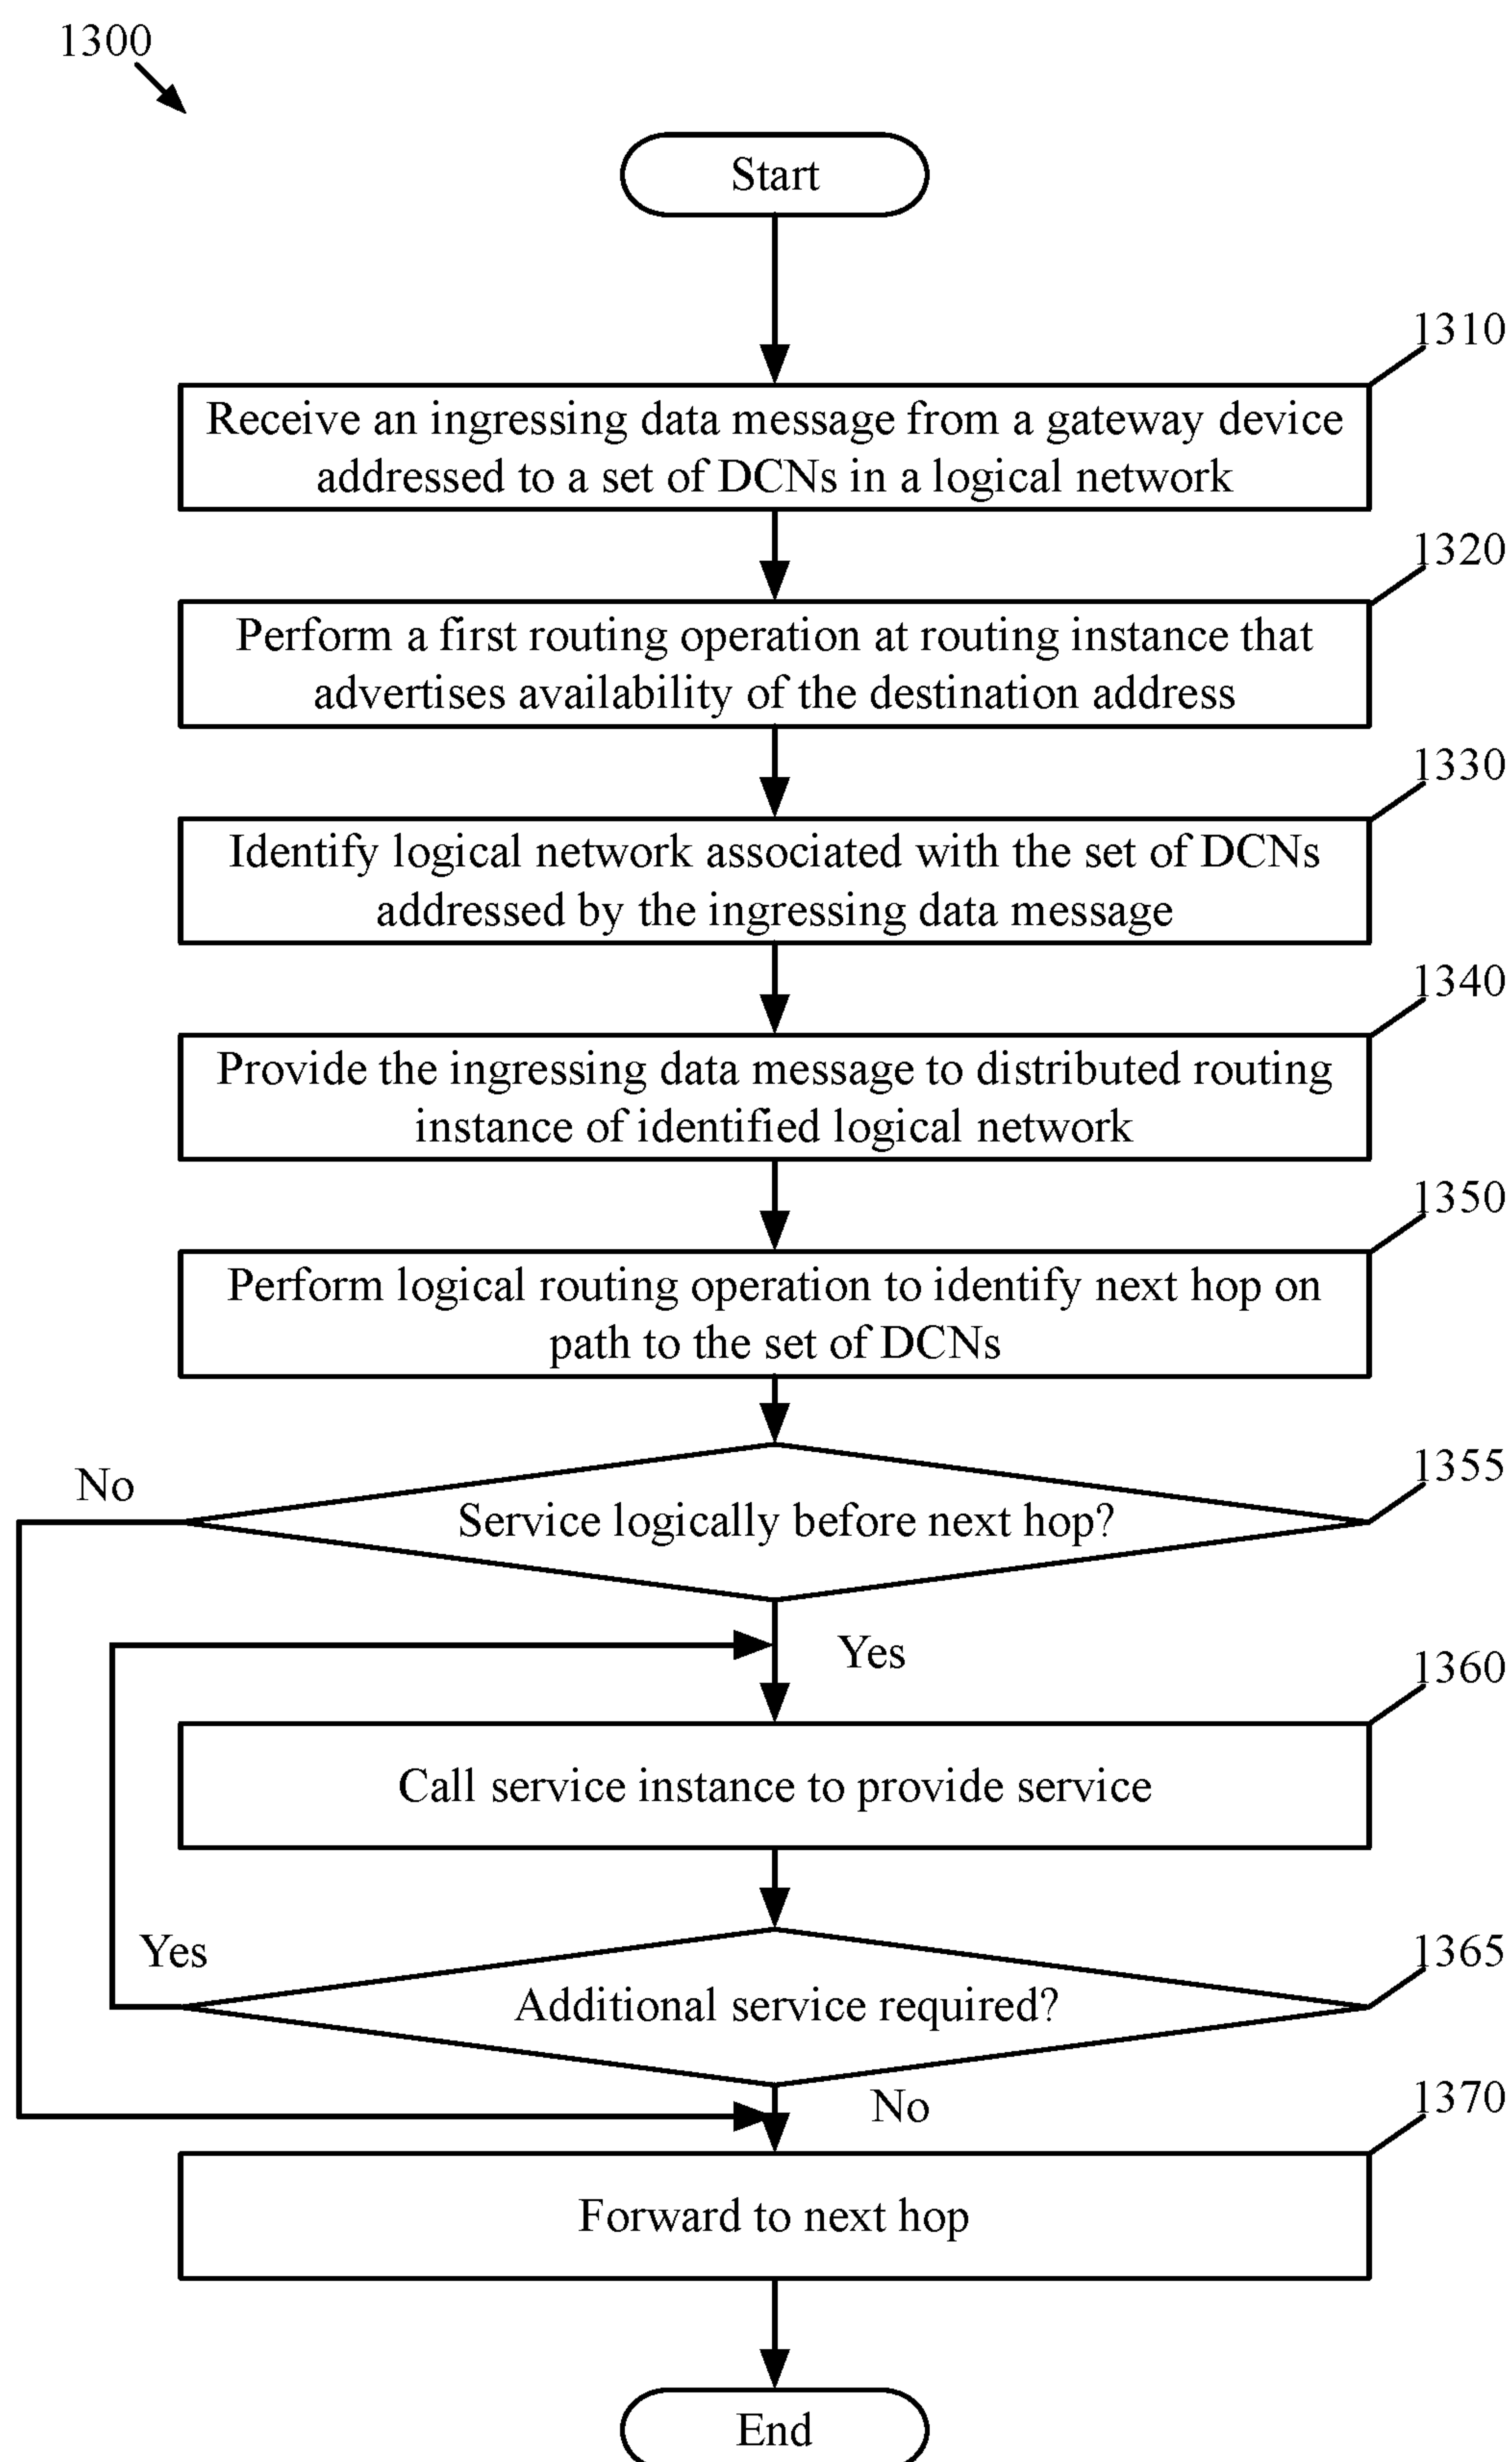 1300
Start
1310
Receive an ingressing data message from a gateway device
addressed to a set of DCNs in a logical network
1320
Perform a first routing operation at routing instance that
advertises availability of the destination address
1330
Identify logical network associated with the set of DCNs
addressed by the ingressing data message
1340
Provide the ingressing data message to distributed routing
instance of identified logical network
1350
Perform logical routing operation to identify next hop on
path to the set of DCNs
1355
No
Service logically before next hop?
Yes
1360
Call service instance to provide service
1365
Yes
Additional service required?
No
1370
Forward to next hop
End